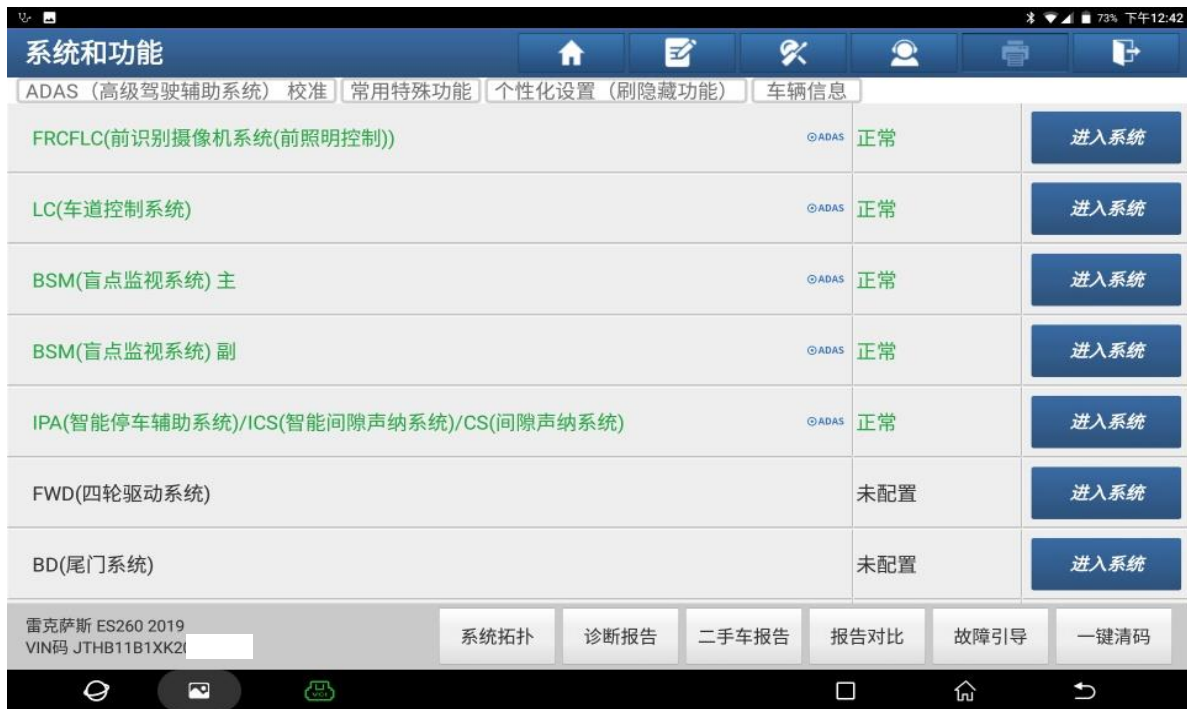 73% 下午12:42
系统和功能
ADAS（高级驾驶辅助系统） 校准 常用特殊功能 个性化设置（刷隐藏功能） 车辆信息
FRCFLC(前识别摄像机系统(前照明控制)) ADAS 正常 进入系统
LC(车道控制系统) ADAS 正常 进入系统
BSM(盲点监视系统) 主 ADAS 正常 进入系统
BSM(盲点监视系统) 副 ADAS 正常 进入系统
IPA(智能停车辅助系统)/ICS(智能间隙声纳系统)/CS(间隙声纳系统) ADAS 正常 进入系统
FWD(四轮驱动系统) 未配置 进入系统
BD(尾门系统) 未配置 进入系统
雷克萨斯 ES260 2019
VIN码 JTHB11B1XK2
系统拓扑 诊断报告 二手车报告 报告对比 故障引导 一键清码
VCI